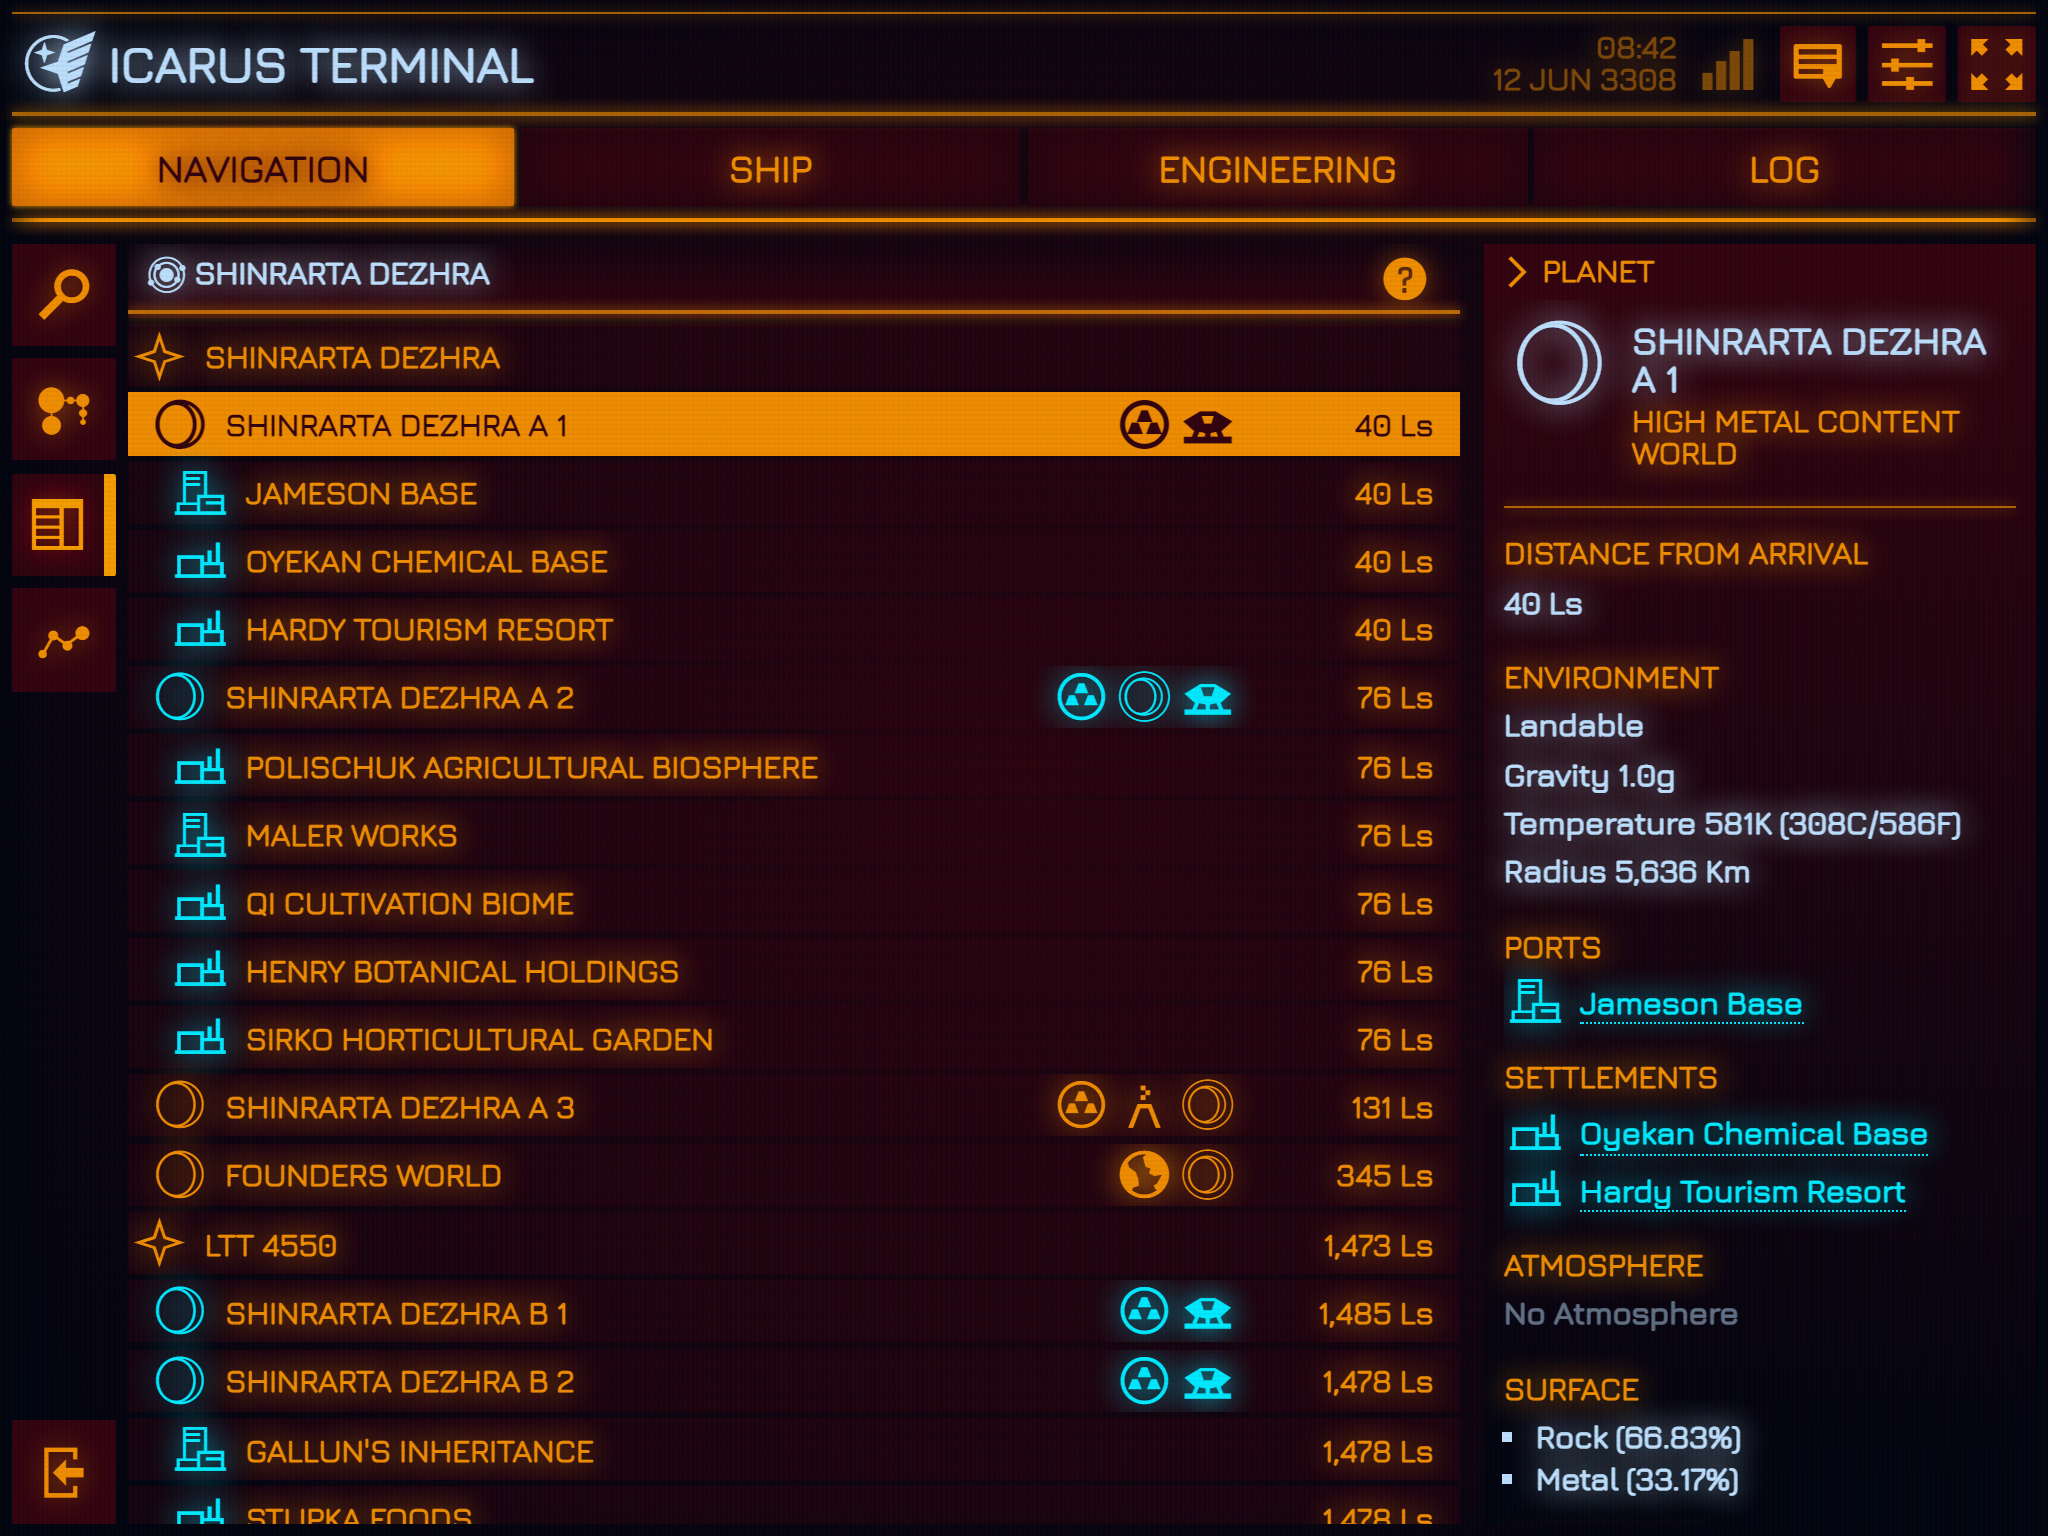 ICARUS TERMINAL
08:42
12 JUN 3308
NAVIGATION
SHIP
ENGINEERING
LOG
SHINRARTA DEZHRA
?
SHINRARTA DEZHRA
SHINRARTA DEZHRA A 1 40 Ls
JAMESON BASE 40 Ls
OYEKAN CHEMICAL BASE 40 Ls
HARDY TOURISM RESORT 40 Ls
SHINRARTA DEZHRA A 2 76 Ls
POLISCHUK AGRICULTURAL BIOSPHERE 76 Ls
MALER WORKS 76 Ls
QI CULTIVATION BIOME 76 Ls
HENRY BOTANICAL HOLDINGS 76 Ls
SIRKO HORTICULTURAL GARDEN 76 Ls
SHINRARTA DEZHRA A 3 131 Ls
FOUNDERS WORLD 345 Ls
LTT 4550 1,473 Ls
SHINRARTA DEZHRA B 1 1,485 Ls
SHINRARTA DEZHRA B 2 1,478 Ls
GALLUN'S INHERITANCE 1,478 Ls
STUPKA FOODS 1,478 Ls
PLANET
SHINRARTA DEZHRA
A 1
HIGH METAL CONTENT
WORLD
DISTANCE FROM ARRIVAL
40 Ls
ENVIRONMENT
Landable
Gravity 1.0g
Temperature 581K (308C/586F)
Radius 5,636 Km
PORTS
Jameson Base
SETTLEMENTS
Oyekan Chemical Base
Hardy Tourism Resort
ATMOSPHERE
No Atmosphere
SURFACE
Rock (66.83%)
Metal (33.17%)